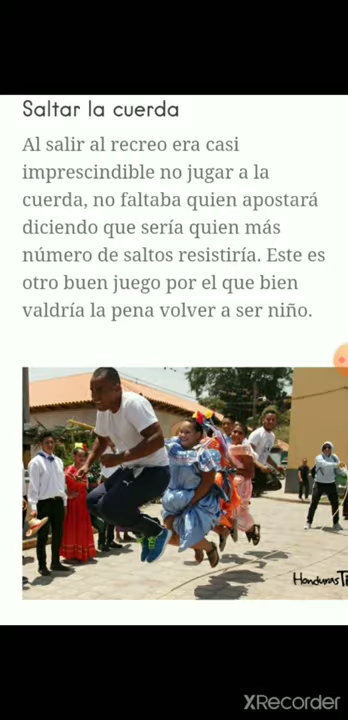 Saltar la cuerda
Al salir al recreo era casi
imprescindible no jugar a la
cuerda, no faltaba quien apostará
diciendo que sería quien más
número de saltos resistiría. Este es
otro buen juego por el que bien
valdría la pena volver a ser niño.
Honduras Ti
XRecorder